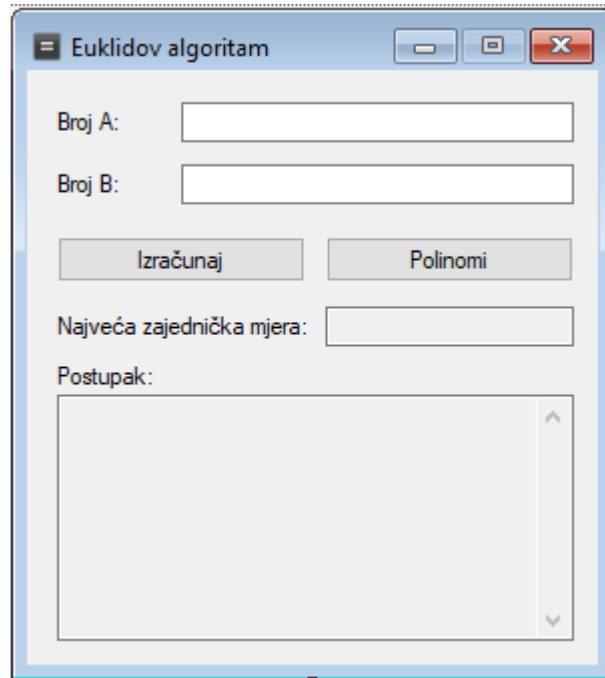 Euklidov algoritam
Broj A:
Broj B:
Izračunaj Polinomi
Najveća zajednička mjera:
Postupak: